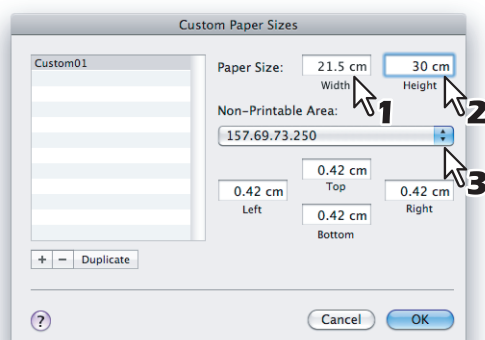 Custom Paper Sizes
Custom01
Paper Size:
21.5 cm
30 cm
Width
Height
1
2
Non-Printable Area:
157.69.73.250
3
0.42 cm
Top
0.42 cm
0.42 cm
Left
Right
0.42 cm
Bottom
+ − Duplicate
? Cancel OK